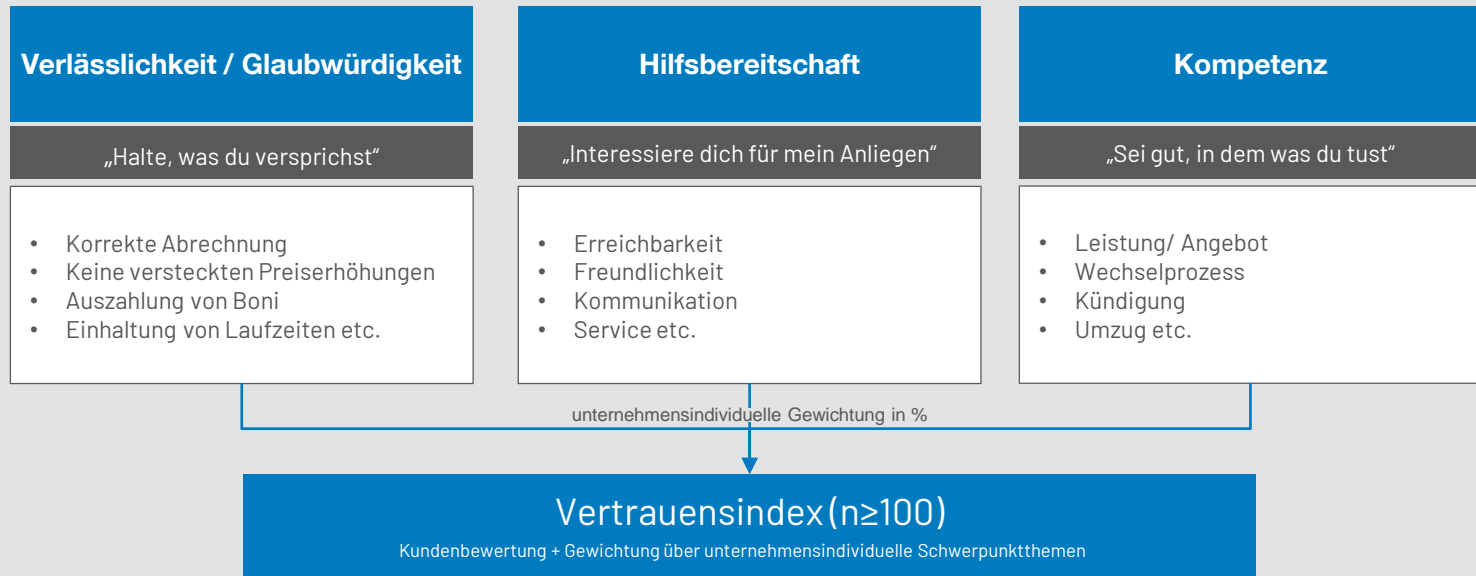 Verlässlichkeit / Glaubwürdigkeit
„Halte, was du versprichst“
• Korrekte Abrechnung
• Keine versteckten Preiserhöhungen
• Auszahlung von Boni
• Einhaltung von Laufzeiten etc.
Hilfsbereitschaft
„Interessiere dich für mein Anliegen“
• Erreichbarkeit
• Freundlichkeit
• Kommunikation
• Service etc.
Kompetenz
„Sei gut, in dem was du tust“
• Leistung/ Angebot
• Wechselprozess
• Kündigung
• Umzug etc.
unternehmensindividuelle Gewichtung in %
Vertrauensindex (n≥100)
Kundenbewertung + Gewichtung über unternehmensindividuelle Schwerpunktthemen